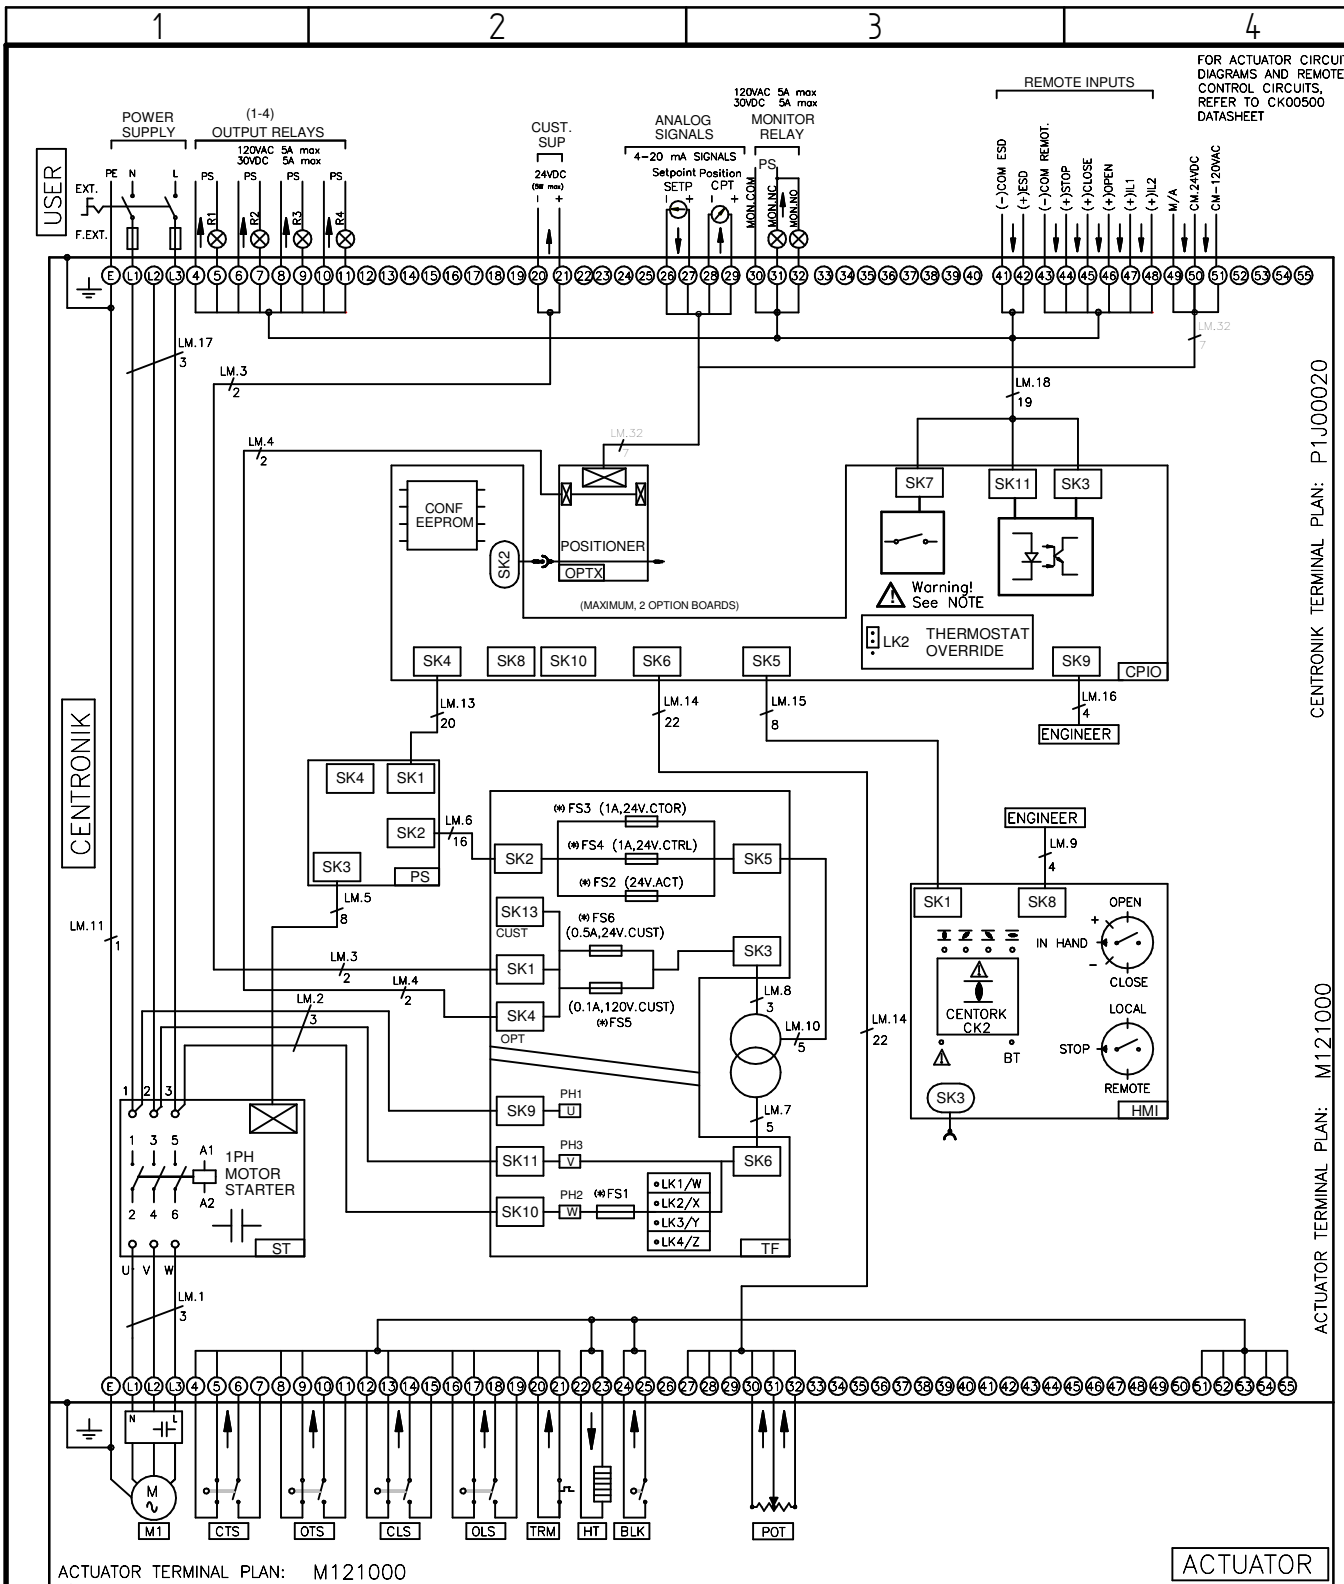 1 2 3 4
FOR ACTUATOR CIRCUI
DIAGRAMS AND REMOTE
CONTROL CIRCUITS,
REFER TO CK00500
DATASHEET
REMOTE INPUTS
120VAC 5A max
30VDC 5A max
MONITOR
RELAY
PS
ANALOG
SIGNALS
4-20 mA SIGNALS
Setpoint Position
SETP CPT
- + - +
CUST.
SUP
24VDC
(5W max)
- +
(1-4)
OUTPUT RELAYS
120VAC 5A max
30VDC 5A max
PS PS PS PS
R1 R2 R3 R4
POWER
SUPPLY
PE N L
EXT.
F.EXT.
USER
MON.COM
MON.NC
MON.NO
(-)COM ESD
(+)ESD
(-)COM REMOT.
(+)STOP
(+)CLOSE
(+)OPEN
(+)IL1
(+)IL2
M/A
CM.24VDC
CM-120VAC
E L1 L2 L3 4 5 6 7 8 9 10 11 12 13 14 15 16 17 18 19 20 21 22 23 24 25 26 27 28 29 30 31 32 33 34 35 36 37 38 39 40 41 42 43 44 45 46 47 48 49 50 51 52 53 54 55
LM.17
3
LM.3
2
LM.4
2
LM.32
7
LM.32
7
LM.18
19
CENTRONIK TERMINAL PLAN: P1J00020
CONF
EEPROM
SK2
POSITIONER
OPTX
(MAXIMUM, 2 OPTION BOARDS)
SK7 SK11 SK3
Warning!
See NOTE
LK2
THERMOSTAT
OVERRIDE
SK4 SK8 SK10 SK6 SK5 SK9
CPIO
LM.13
20
LM.14
22
LM.15
8
LM.16
4
ENGINEER
CENTRONIK
SK4 SK1
SK2
SK3
PS
LM.6
16
LM.5
8
(*)FS3 (1A,24V.CTOR)
(*)FS4 (1A,24V.CTRL)
(*)FS2 (24V.ACT)
SK2 SK5
SK13
CUST
(*)FS6
(0.5A,24V.CUST)
SK1 SK3
SK4
OPT
(0.1A,120V.CUST)
(*)FS5
LM.8
3
LM.10
5
LM.7
5
LM.11
1
LM.3
2
LM.4
2
LM.2
3
LM.14
22
ENGINEER
LM.9
4
SK1 SK8
OPEN
+
IN HAND
-
CLOSE
LOCAL
STOP
REMOTE
CENTORK
CK2
BT
SK3
HMI
ACTUATOR TERMINAL PLAN: M121000
SK9 PH1 U
SK11 PH3 V SK6
SK10 PH2 W (*)FS1
LK1/W
LK2/X
LK3/Y
LK4/Z
TF
1 2 3
1 3 5
A1
A2
2 4 6
1PH
MOTOR
STARTER
ST
U V W
LM.1
3
E L1 L2 L3 4 5 6 7 8 9 10 11 12 13 14 15 16 17 18 19 20 21 22 23 24 25 26 27 28 29 30 31 32 33 34 35 36 37 38 39 40 41 42 43 44 45 46 47 48 49 50 51 52 53 54 55
N L
M
M1 CTS OTS CLS OLS TRM HT BLK POT
ACTUATOR TERMINAL PLAN: M121000
ACTUATOR